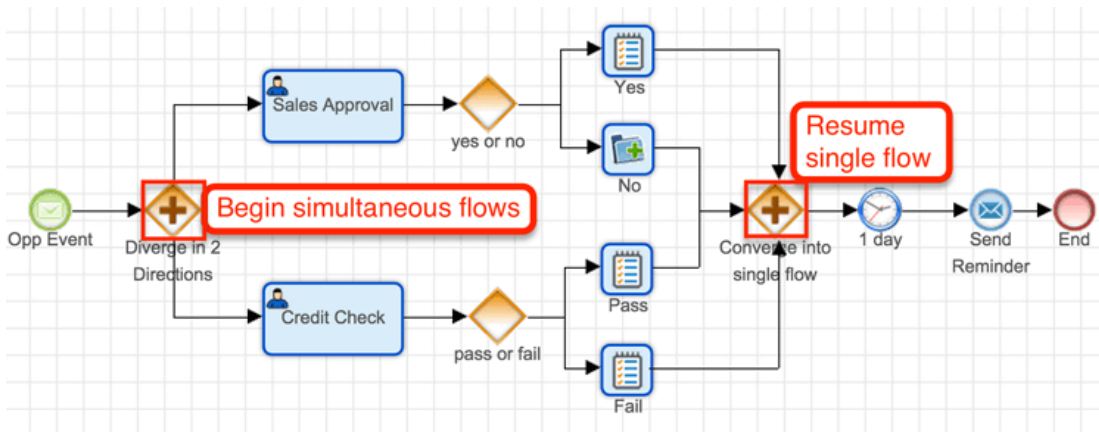 Yes
Sales Approval
yes or no
Resume
single flow
No
Begin simultaneous flows
Opp Event
Diverge in 2
Directions
Converge into
single flow
1 day
Send
Reminder
End
Pass
Credit Check
pass or fail
Fail